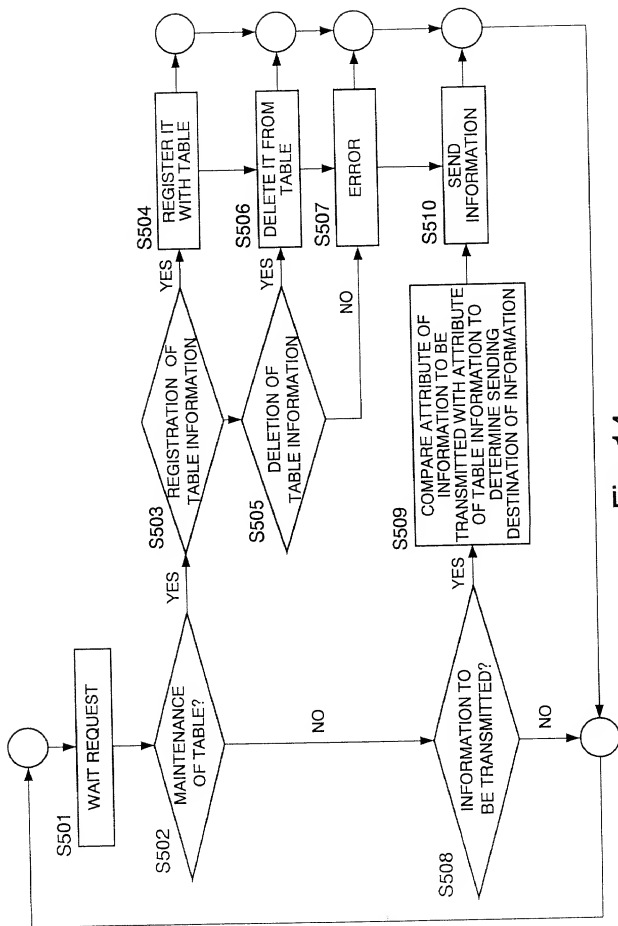 S501
WAIT REQUEST
S502
MAINTENANCE
OF TABLE?
YES
NO
S503
REGISTRATION OF
TABLE INFORMATION
YES
S504
REGISTER IT
WITH TABLE
S505
DELETION OF
TABLE INFORMATION
YES
NO
S506
DELETE IT FROM
TABLE
S507
ERROR
S508
INFORMATION TO
BE TRANSMITTED?
YES
NO
S509
COMPARE ATTRIBUTE OF
INFORMATION TO BE
TRANSMITTED WITH ATTRIBUTE
OF TABLE INFORMATION TO
DETERMINE SENDING
DESTINATION OF INFORMATION
S510
SEND
INFORMATION